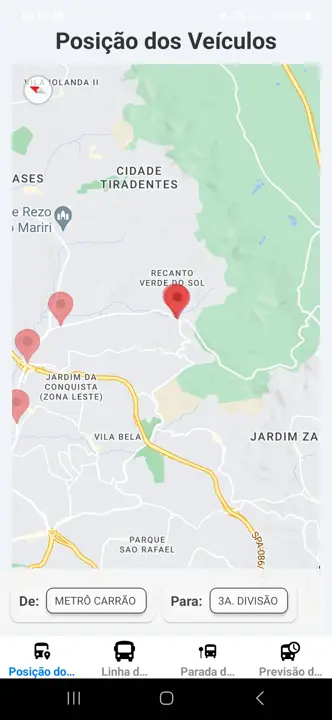 Posição dos Veículos
VILA IOLANDA II
CIDADE
TIRADENTES
ASES
e Rezo
o Mariri
RECANTO
VERDE DO SOL
JARDIM DA
CONQUISTA
(ZONA LESTE)
VILA BELA
JARDIM ZA
SPA-086/
PARQUE
SAO RAFAEL
De: METRÔ CARRÃO Para: 3A. DIVISÃO
Posição do... Linha d... Parada d... Previsão d...